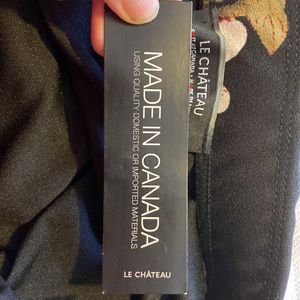 MADE IN CANADA
USING QUALITY DOMESTIC OR IMPORTED MATERIALS
LE CHÂTEAU
LE CHÂTEAU